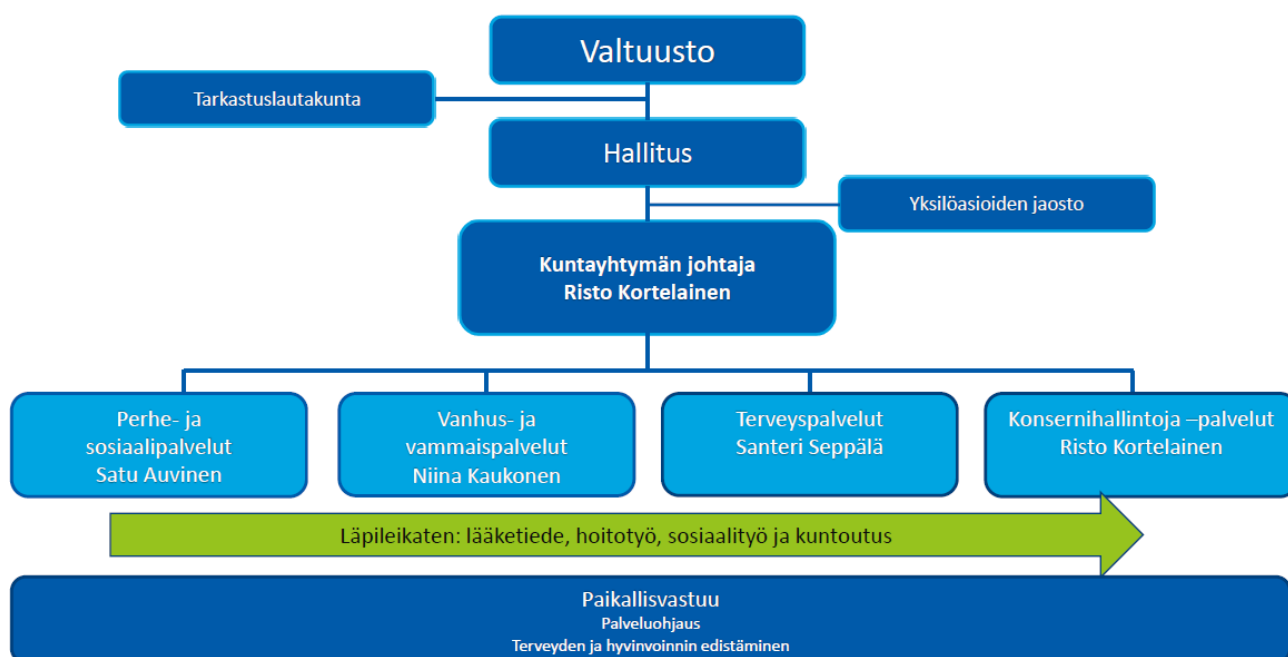 Valtuusto
Tarkastuslautakunta
Hallitus
Yksilöasioiden jaosto
Kuntayhtymän johtaja
Risto Kortelainen
Perhe- ja
sosiaalipalvelut
Satu Auvinen
Vanhus- ja
vammaispalvelut
Niina Kaukonen
Terveyspalvelut
Santeri Seppälä
Konsernihallintoja –palvelut
Risto Kortelainen
Läpileikaten: lääketiede, hoitotyö, sosiaalityö ja kuntoutus
Paikallisvastuu
Palveluohjaus
Terveyden ja hyvinvoinnin edistäminen